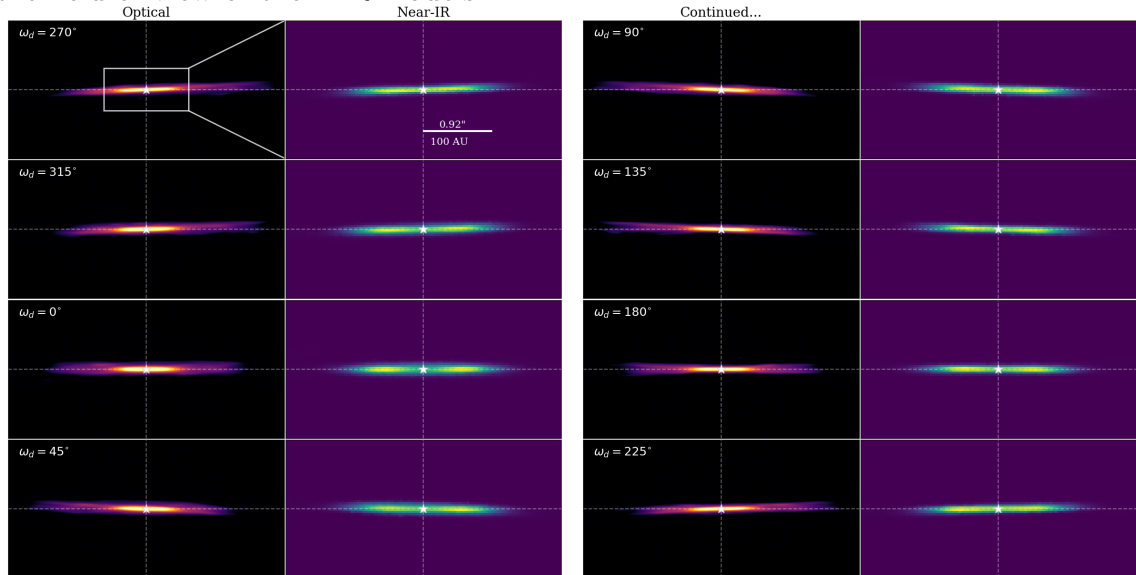 Optical
Near-IR
Continued...
ω_d = 270°
0.92"
100 AU
ω_d = 90°
ω_d = 315°
ω_d = 135°
ω_d = 0°
ω_d = 180°
ω_d = 45°
ω_d = 225°